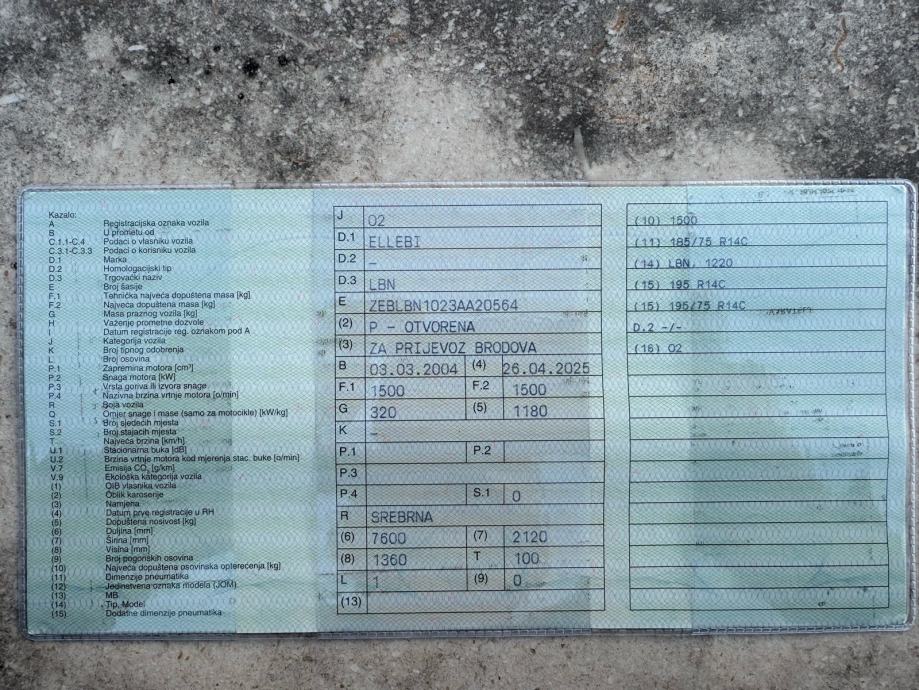 Kazalo:
A Registracijska oznaka vozila
B U prometu od
C.1.1-C.4 Podaci o vlasniku vozila
C.3.1-C.3.3 Podaci o korisniku vozila
D.1 Marka
D.2 Homologacijski tip
D.3 Trgovački naziv
E Broj šasije
F.1 Tehnička najveća dopuštena masa [kg]
F.2 Najveća dopuštena masa [kg]
G Masa praznog vozila [kg]
H Važenje prometne dozvole
I Datum registracije reg. oznakom pod A
J Kategorija vozila
K Broj tipnog odobrenja
L Broj osovina
P.1 Zapremina motora [cm³]
P.2 Snaga motora [kW]
P.3 Vrsta goriva ili izvora snage
P.4 Nazivna brzina vrtnje motora [o/min]
R Boja vozila
Q Omjer snage i mase (samo za motocikle) [kW/kg]
S.1 Broj sjedećih mjesta
S.2 Broj stajaćih mjesta
T Najveća brzina [km/h]
U.1 Stacionarna buka [dB]
U.2 Brzina vrtnje motora kod mjerenja stac. buke [o/min]
V.7 Emisija CO₂ [g/km]
V.9 Ekološka kategorija vozila
(1) OIB vlasnika vozila
(2) Oblik karoserije
(3) Namjena
(4) Datum prve registracije u RH
(5) Dopuštena nosivost [kg]
(6) Duljina [mm]
(7) Širina [mm]
(8) Visina [mm]
(9) Broj pogonskih osovina
(10) Najveća dopuštena osovinska opterećenja [kg]
(11) Dimenzije pneumatika
(12) Jedinstvena oznaka modela (JOM)
(13) MB
(14) Tip, Model
(15) Dodatne dimenzije pneumatika
J O2
D.1 ELLEBI
D.2 –
D.3 LBN
E ZEBLBN1023AA20564
(2) P – OTVORENA
(3) ZA PRIJEVOZ BRODOVA
B 03.03.2004 (4) 26.04.2025
F.1 1500 F.2 1500
G 320 (5) 1180
K –
P.1 P.2
P.3
P.4 S.1 0
R SREBRNA
(6) 7600 (7) 2120
(8) 1360 T 100
L 1 (9) 0
(13)
(10) 1500
(11) 185/75 R14C
(14) LBN, 1220
(15) 195 R14C
(15) 195/75 R14C
D.2 -/-
(16) O2